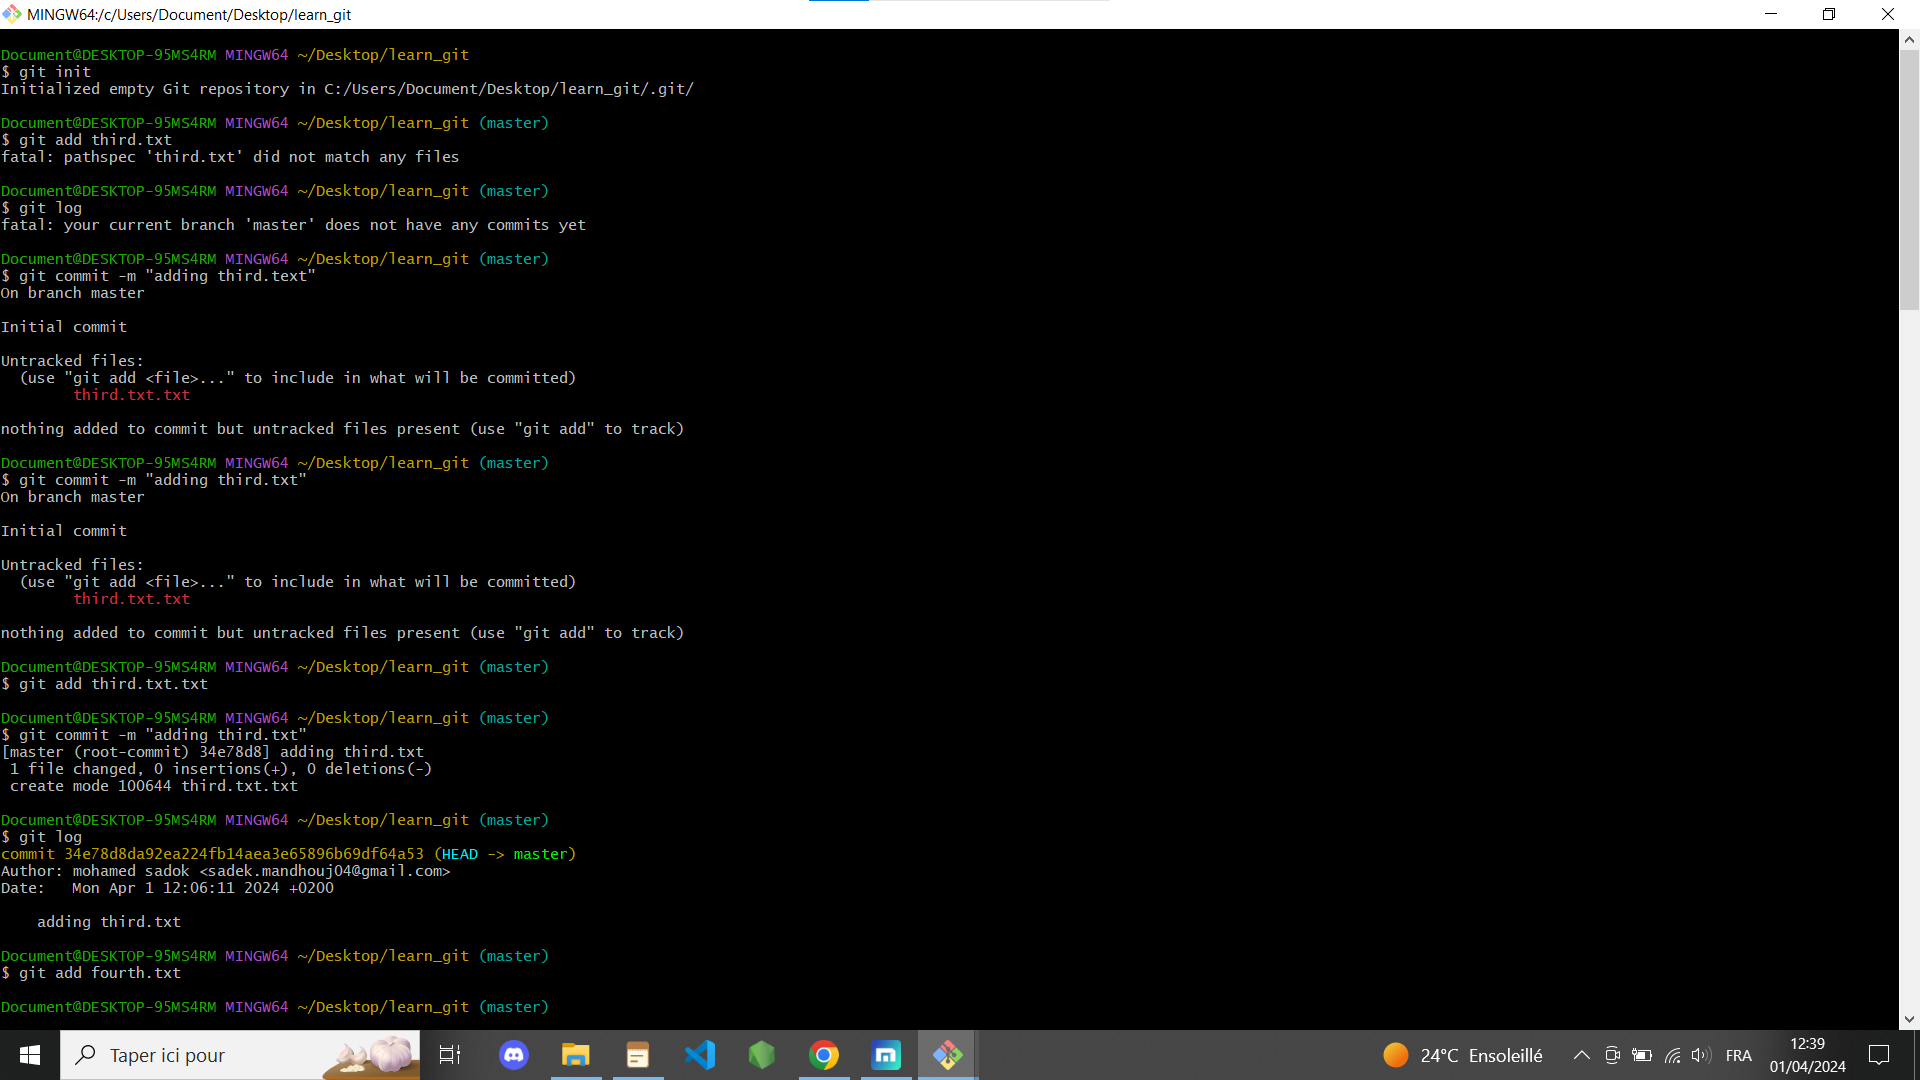 MINGW64:/c/Users/Document/Desktop/learn_git
Document@DESKTOP-95MS4RM MINGW64 ~/Desktop/learn_git
$ git init
Initialized empty Git repository in C:/Users/Document/Desktop/learn_git/.git/
Document@DESKTOP-95MS4RM MINGW64 ~/Desktop/learn_git (master)
$ git add third.txt
fatal: pathspec 'third.txt' did not match any files
Document@DESKTOP-95MS4RM MINGW64 ~/Desktop/learn_git (master)
$ git log
fatal: your current branch 'master' does not have any commits yet
Document@DESKTOP-95MS4RM MINGW64 ~/Desktop/learn_git (master)
$ git commit -m "adding third.text"
On branch master
Initial commit
Untracked files:
  (use "git add <file>..." to include in what will be committed)
        third.txt.txt
nothing added to commit but untracked files present (use "git add" to track)
Document@DESKTOP-95MS4RM MINGW64 ~/Desktop/learn_git (master)
$ git commit -m "adding third.txt"
On branch master
Initial commit
Untracked files:
  (use "git add <file>..." to include in what will be committed)
        third.txt.txt
nothing added to commit but untracked files present (use "git add" to track)
Document@DESKTOP-95MS4RM MINGW64 ~/Desktop/learn_git (master)
$ git add third.txt.txt
Document@DESKTOP-95MS4RM MINGW64 ~/Desktop/learn_git (master)
$ git commit -m "adding third.txt"
[master (root-commit) 34e78d8] adding third.txt
 1 file changed, 0 insertions(+), 0 deletions(-)
 create mode 100644 third.txt.txt
Document@DESKTOP-95MS4RM MINGW64 ~/Desktop/learn_git (master)
$ git log
commit 34e78d8da92ea224fb14aea3e65896b69df64a53 (HEAD -> master)
Author: mohamed sadok <sadek.mandhouj04@gmail.com>
Date:   Mon Apr 1 12:06:11 2024 +0200
    adding third.txt
Document@DESKTOP-95MS4RM MINGW64 ~/Desktop/learn_git (master)
$ git add fourth.txt
Document@DESKTOP-95MS4RM MINGW64 ~/Desktop/learn_git (master)
Taper ici pour
24°C Ensoleillé
FRA
12:39
01/04/2024